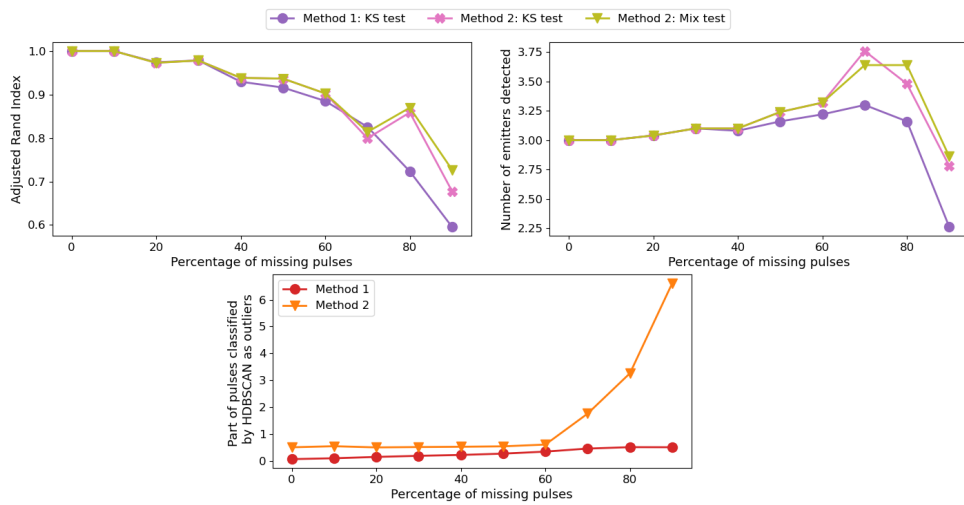 Method 1: KS test
Method 2: KS test
Method 2: Mix test
1.0
0.9
0.8
0.7
0.6
Adjusted Rand Index
0
20
40
60
80
Percentage of missing pulses
3.75
3.50
3.25
3.00
2.75
2.50
2.25
Number of emitters detected
0
20
40
60
80
Percentage of missing pulses
Method 1
Method 2
6
5
4
3
2
1
0
Part of pulses classified
by HDBSCAN as outliers
0
20
40
60
80
Percentage of missing pulses